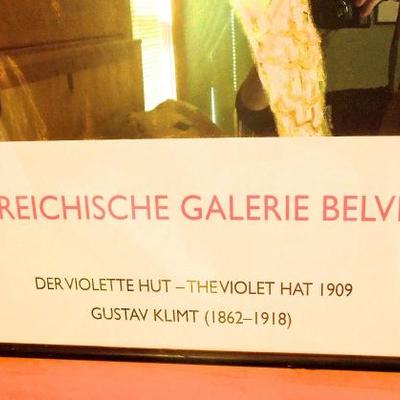 REICHISCHE GALERIE BELV
DER VIOLETTE HUT – THE VIOLET HAT 1909
GUSTAV KLIMT (1862–1918)